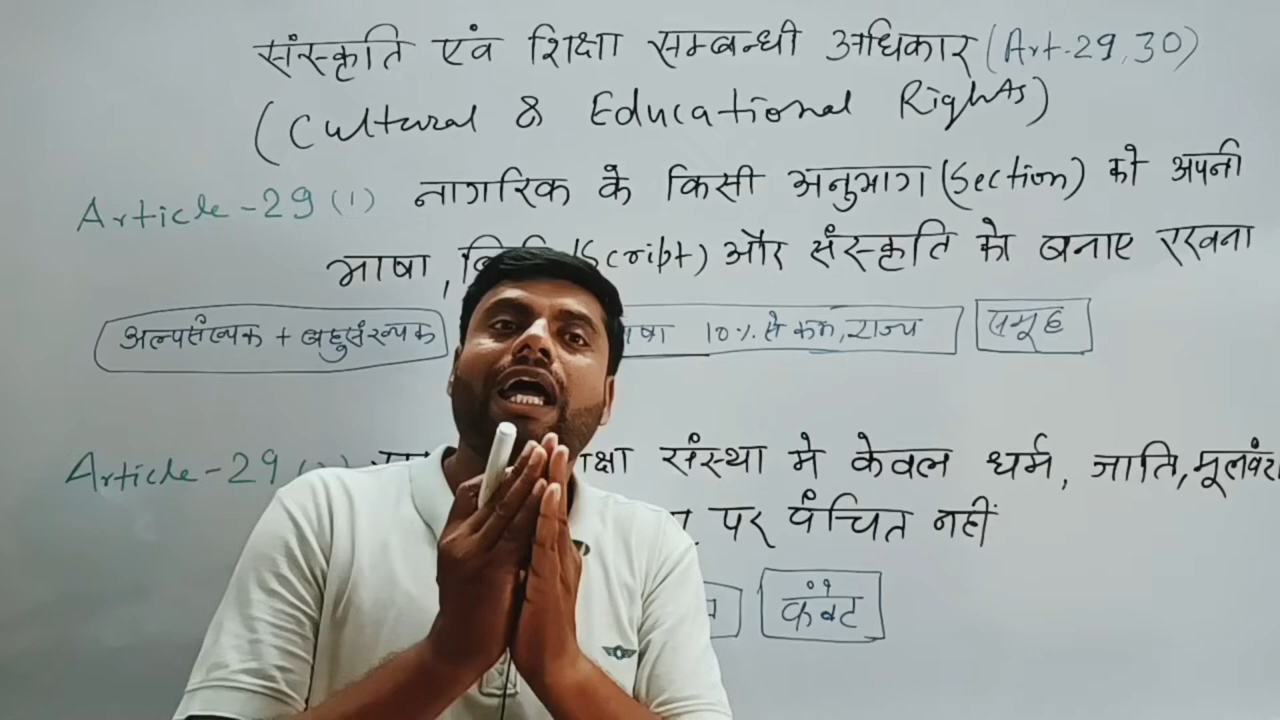 संस्कृति एवं शिक्षा सम्बन्धी अधिकार (Art. 29, 30)
(Cultural & Educational Rights)
Article-29 (1) नागरिक के किसी अनुभाग (Section) को अपनी
भाषा, (Script) और संस्कृति को बनाए रखना
अल्पसंख्यक + बहुसंख्यक 10% से कम, राज्य समूह
Article-29 संस्था मे केवल धर्म, जाति, मूलवंश
पर वंचित नहीं